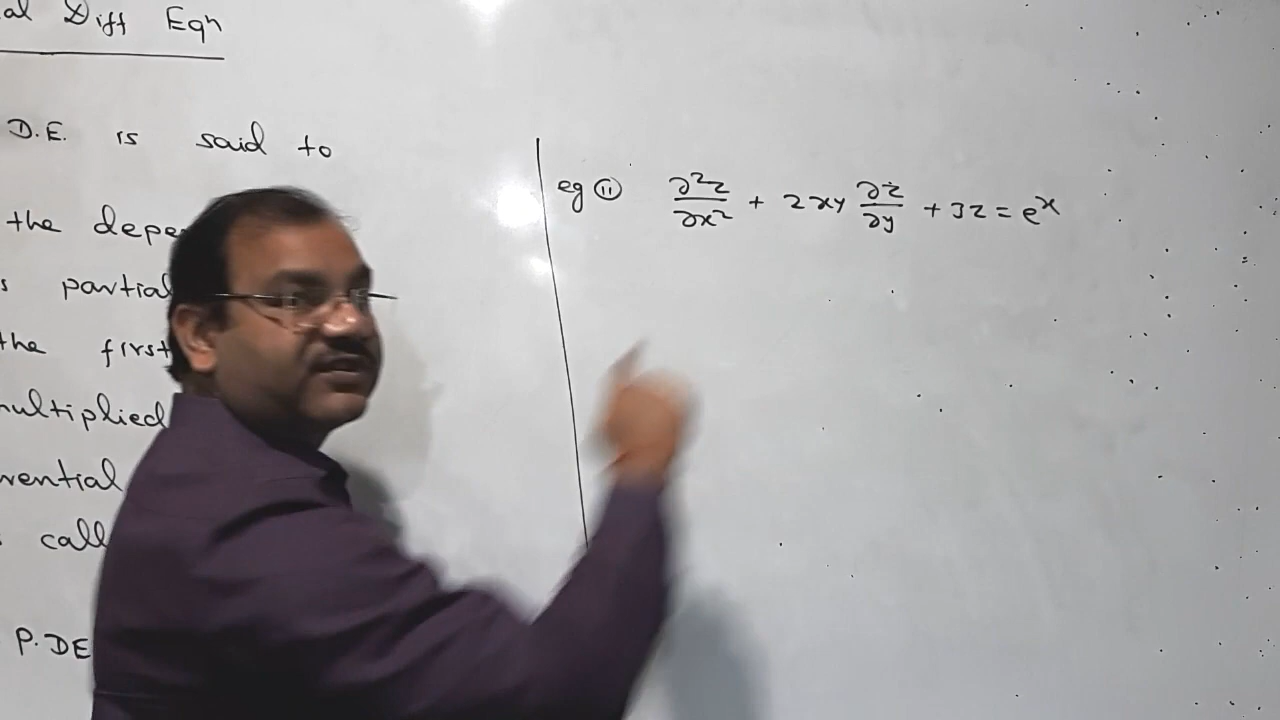 al Diff Eqn
D.E. is said to
the depe
s partial
the first
multiplied
rential
call
P.DE
eg ⑪ ∂²z/∂x² + 2xy ∂z/∂y + 3z = eˣ